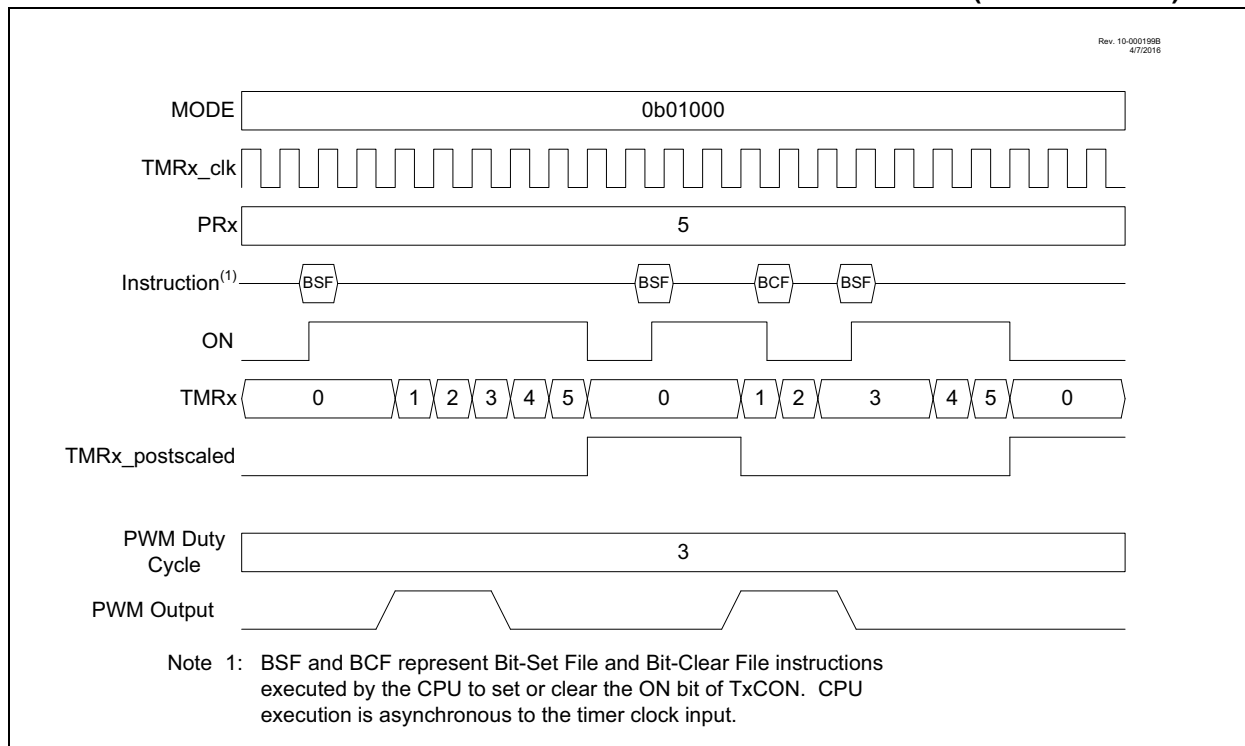 Rev. 10-000199B
4/7/2016
MODE 0b01000
TMRx_clk
PRx 5
Instruction(1) BSF BSF BCF BSF
ON
TMRx 0 1 2 3 4 5 0 1 2 3 4 5 0
TMRx_postscaled
PWM Duty
Cycle 3
PWM Output
Note 1: BSF and BCF represent Bit-Set File and Bit-Clear File instructions
executed by the CPU to set or clear the ON bit of TxCON. CPU
execution is asynchronous to the timer clock input.